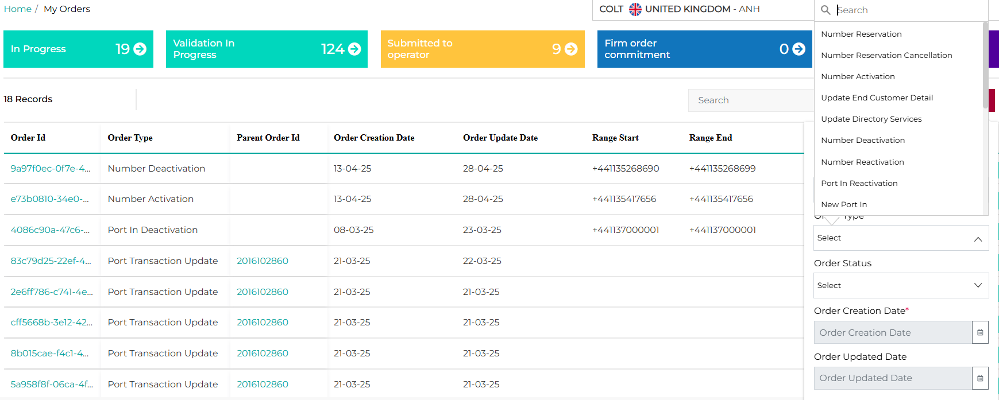 Home / My Orders
COLT UNITED KINGDOM - ANH
Search
In Progress 19
Validation In Progress 124
Submitted to operator 9
Firm order commitment 0
Number Reservation
Number Reservation Cancellation
Number Activation
Update End Customer Detail
Update Directory Services
Number Deactivation
Number Reactivation
Port In Reactivation
New Port In
18 Records
Search
Order Id Order Type Parent Order Id Order Creation Date Order Update Date Range Start Range End
9a97f0ec-0f7e-4... Number Deactivation 13-04-25 28-04-25 +441135268690 +441135268699
e73b0810-34e0-... Number Activation 13-04-25 28-04-25 +441135417656 +441135417656
4086c90a-47c6-... Port In Deactivation 08-03-25 23-03-25 +441137000001 +441137000001
83c79d25-22ef-4... Port Transaction Update 2016102860 21-03-25 22-03-25
2e6ff786-c741-4e... Port Transaction Update 2016102860 21-03-25 21-03-25
cff5668b-3e12-42... Port Transaction Update 2016102860 21-03-25 21-03-25
8b015cae-f4c1-4... Port Transaction Update 2016102860 21-03-25 21-03-25
5a958f8f-06ca-4f... Port Transaction Update 2016102860 21-03-25 21-03-25
Type
Select
Order Status
Select
Order Creation Date*
Order Creation Date
Order Updated Date
Order Updated Date